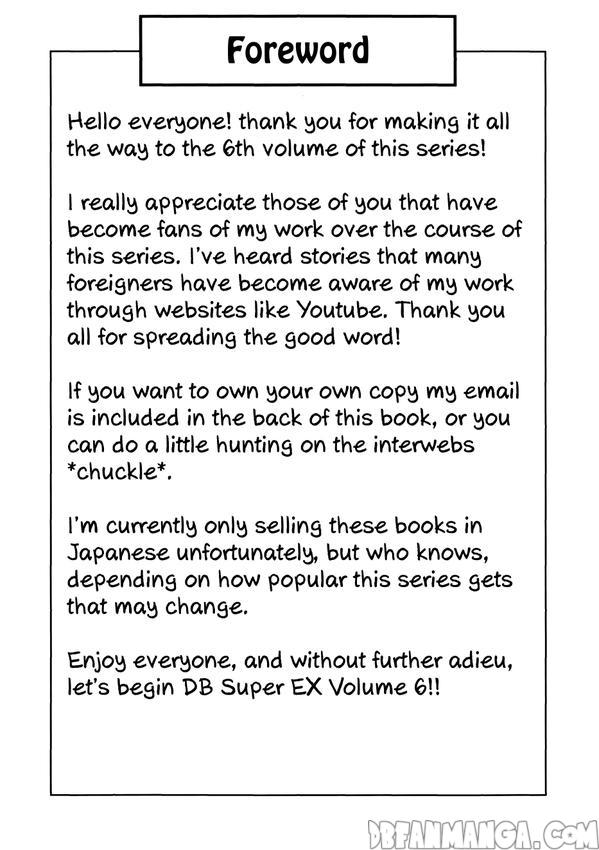 Foreword
Hello everyone! thank you for making it all
the way to the 6th volume of this series!
I really appreciate those of you that have
become fans of my work over the course of
this series. I've heard stories that many
foreigners have become aware of my work
through websites like Youtube. Thank you
all for spreading the good word!
If you want to own your own copy my email
is included in the back of this book, or you
can do a little hunting on the interwebs
*chuckle*.
I'm currently only selling these books in
Japanese unfortunately, but who knows,
depending on how popular this series gets
that may change.
Enjoy everyone, and without further adieu,
let's begin DB Super EX Volume 6!!
DBFANMANGA.COM